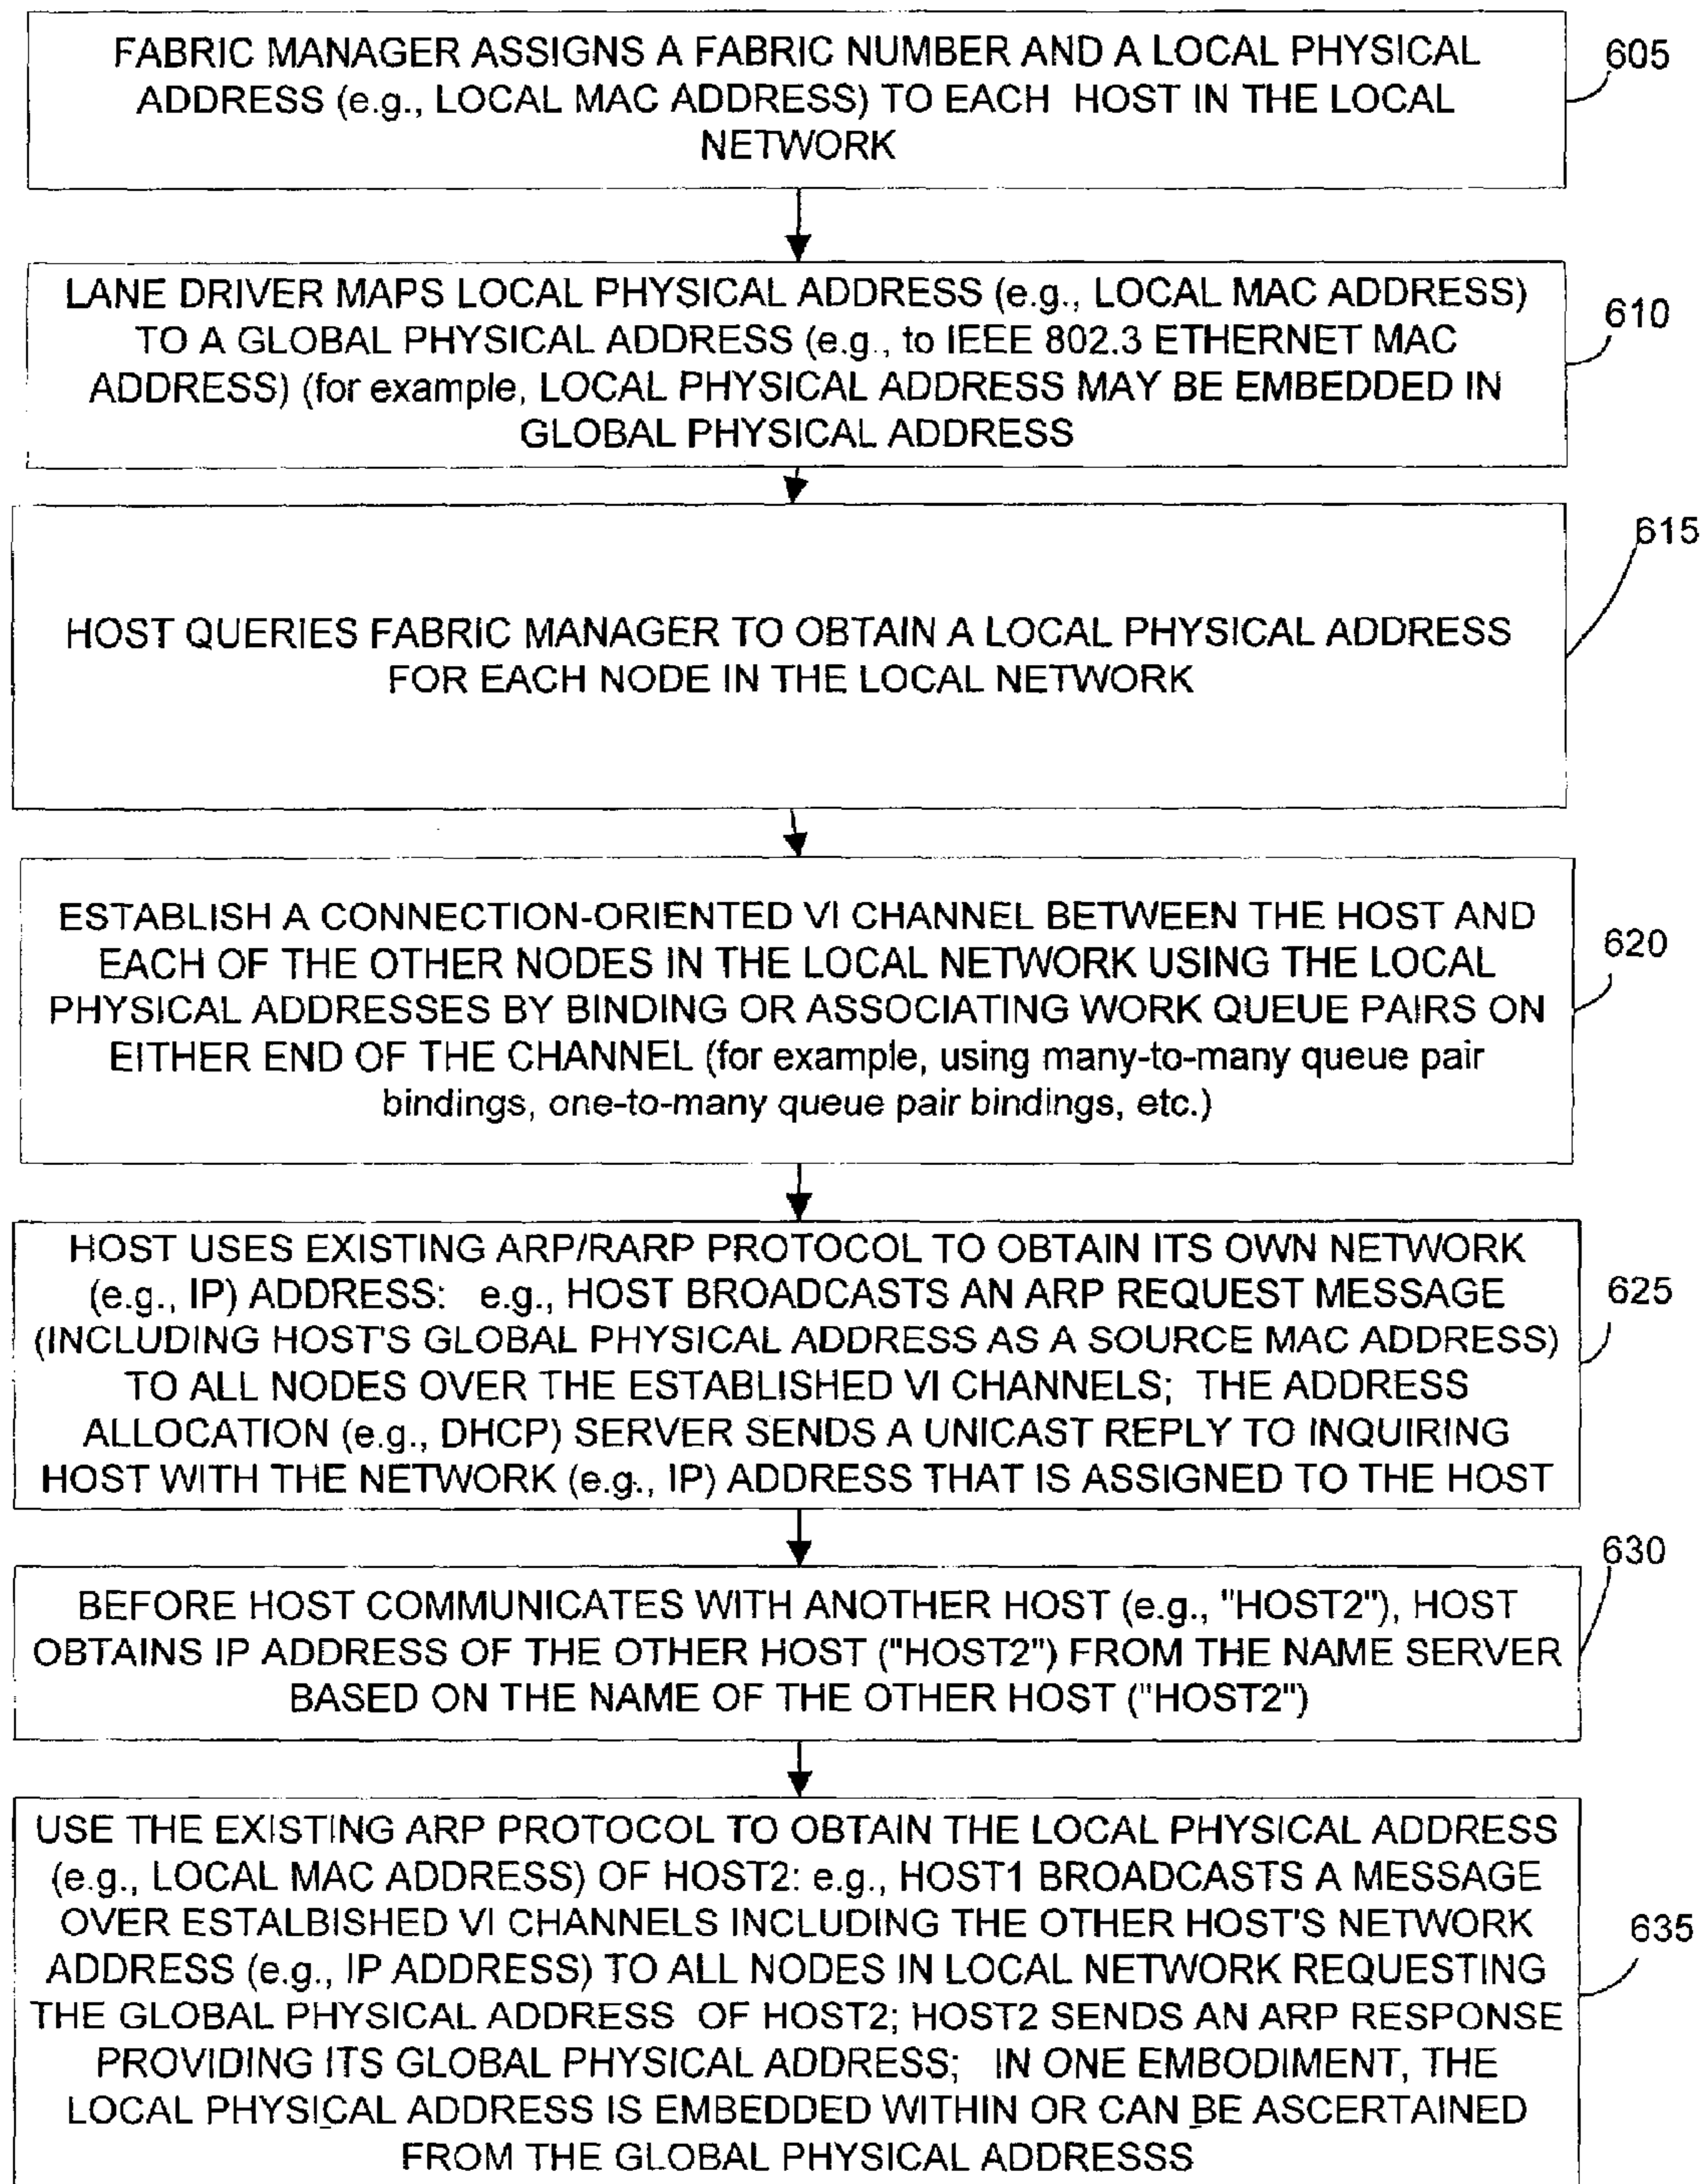 FABRIC MANAGER ASSIGNS A FABRIC NUMBER AND A LOCAL PHYSICAL
ADDRESS (e.g., LOCAL MAC ADDRESS) TO EACH HOST IN THE LOCAL
NETWORK
605
LANE DRIVER MAPS LOCAL PHYSICAL ADDRESS (e.g., LOCAL MAC ADDRESS)
TO A GLOBAL PHYSICAL ADDRESS (e.g., to IEEE 802.3 ETHERNET MAC
ADDRESS) (for example, LOCAL PHYSICAL ADDRESS MAY BE EMBEDDED IN
GLOBAL PHYSICAL ADDRESS
610
HOST QUERIES FABRIC MANAGER TO OBTAIN A LOCAL PHYSICAL ADDRESS
FOR EACH NODE IN THE LOCAL NETWORK
615
ESTABLISH A CONNECTION-ORIENTED VI CHANNEL BETWEEN THE HOST AND
EACH OF THE OTHER NODES IN THE LOCAL NETWORK USING THE LOCAL
PHYSICAL ADDRESSES BY BINDING OR ASSOCIATING WORK QUEUE PAIRS ON
EITHER END OF THE CHANNEL (for example, using many-to-many queue pair
bindings, one-to-many queue pair bindings, etc.)
620
HOST USES EXISTING ARP/RARP PROTOCOL TO OBTAIN ITS OWN NETWORK
(e.g., IP) ADDRESS: e.g., HOST BROADCASTS AN ARP REQUEST MESSAGE
(INCLUDING HOST'S GLOBAL PHYSICAL ADDRESS AS A SOURCE MAC ADDRESS)
TO ALL NODES OVER THE ESTABLISHED VI CHANNELS; THE ADDRESS
ALLOCATION (e.g., DHCP) SERVER SENDS A UNICAST REPLY TO INQUIRING
HOST WITH THE NETWORK (e.g., IP) ADDRESS THAT IS ASSIGNED TO THE HOST
625
BEFORE HOST COMMUNICATES WITH ANOTHER HOST (e.g., "HOST2"), HOST
OBTAINS IP ADDRESS OF THE OTHER HOST ("HOST2") FROM THE NAME SERVER
BASED ON THE NAME OF THE OTHER HOST ("HOST2")
630
USE THE EXISTING ARP PROTOCOL TO OBTAIN THE LOCAL PHYSICAL ADDRESS
(e.g., LOCAL MAC ADDRESS) OF HOST2: e.g., HOST1 BROADCASTS A MESSAGE
OVER ESTALBISHED VI CHANNELS INCLUDING THE OTHER HOST'S NETWORK
ADDRESS (e.g., IP ADDRESS) TO ALL NODES IN LOCAL NETWORK REQUESTING
THE GLOBAL PHYSICAL ADDRESS OF HOST2; HOST2 SENDS AN ARP RESPONSE
PROVIDING ITS GLOBAL PHYSICAL ADDRESS; IN ONE EMBODIMENT, THE
LOCAL PHYSICAL ADDRESS IS EMBEDDED WITHIN OR CAN BE ASCERTAINED
FROM THE GLOBAL PHYSICAL ADDRESSS
635